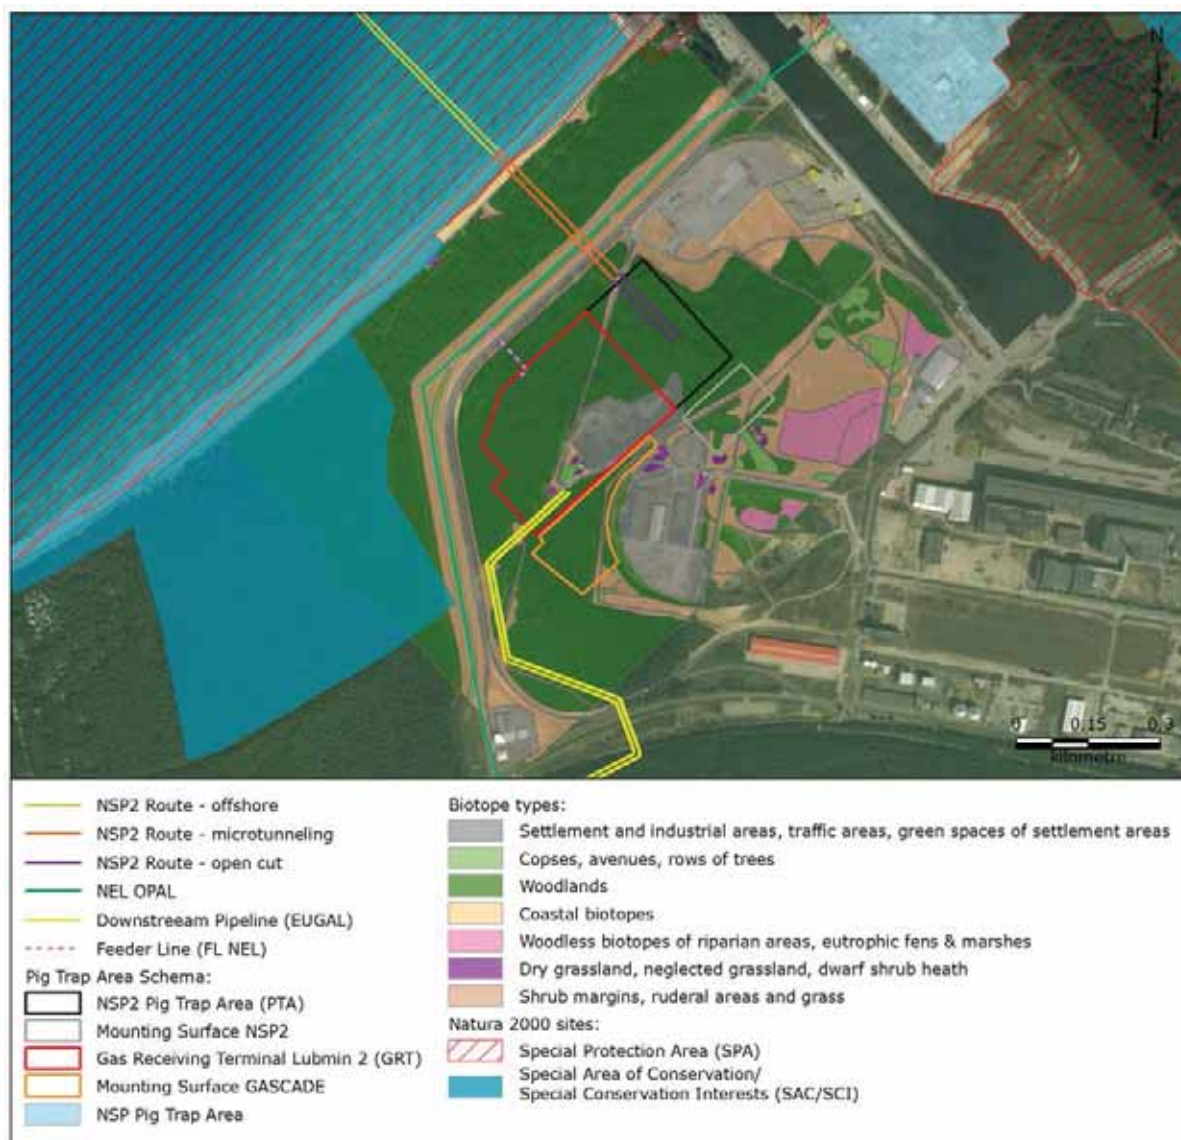 N
0 0,15 0,3
kilometre
NSP2 Route - offshore
NSP2 Route - microtunneling
NSP2 Route - open cut
NEL OPAL
Downstreeam Pipeline (EUGAL)
Feeder Line (FL NEL)
Pig Trap Area Schema:
NSP2 Pig Trap Area (PTA)
Mounting Surface NSP2
Gas Receiving Terminal Lubmin 2 (GRT)
Mounting Surface GASCADE
NSP Pig Trap Area
Biotope types:
Settlement and industrial areas, traffic areas, green spaces of settlement areas
Copses, avenues, rows of trees
Woodlands
Coastal biotopes
Woodless biotopes of riparian areas, eutrophic fens & marshes
Dry grassland, neglected grassland, dwarf shrub heath
Shrub margins, ruderal areas and grass
Natura 2000 sites:
Special Protection Area (SPA)
Special Area of Conservation/
Special Conservation Interests (SAC/SCI)